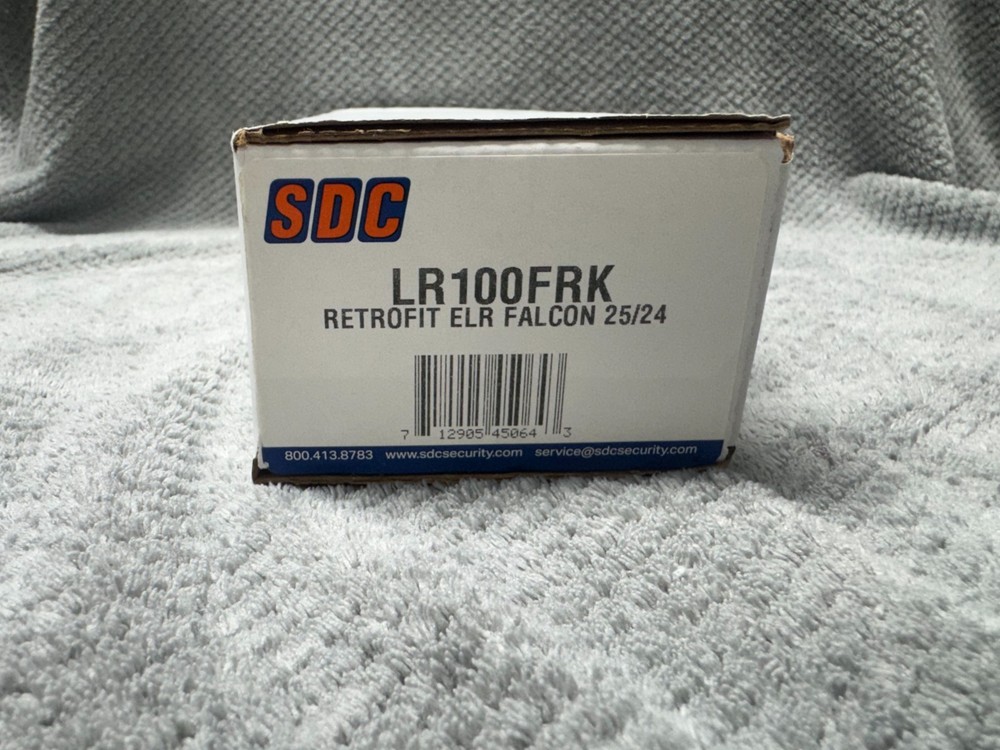 SDC
LR100FRK
RETROFIT ELR FALCON 25/24
7 12905 45064 3
800.413.8783 www.sdcsecurity.com service@sdcsecurity.com